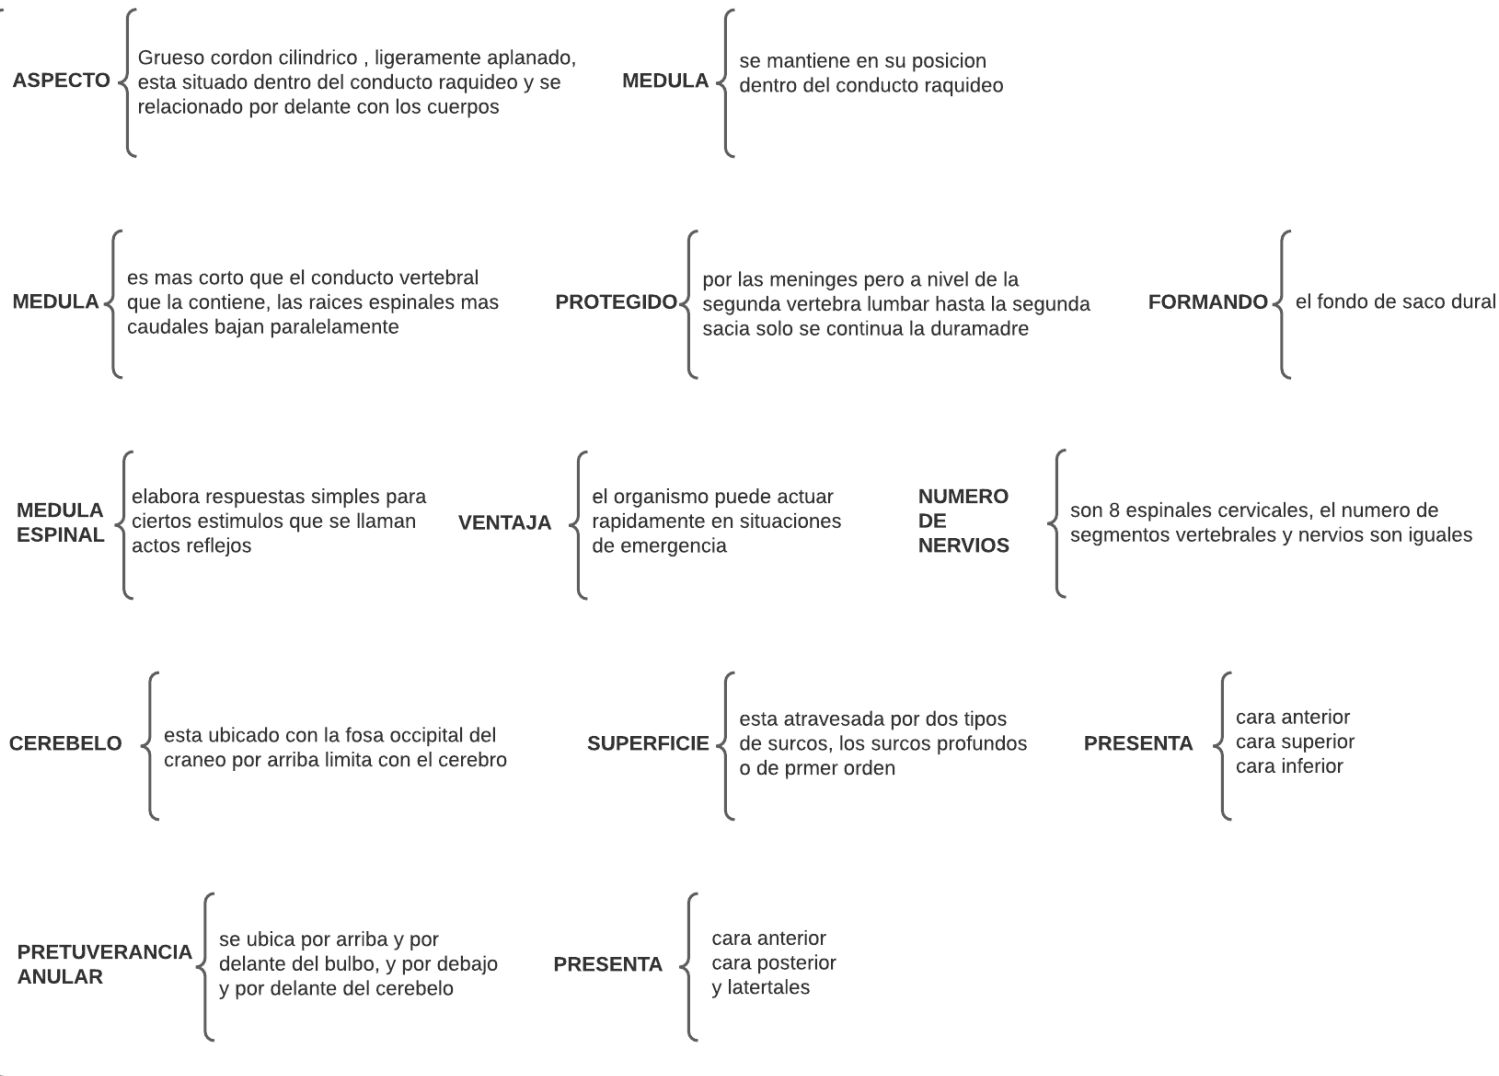 ASPECTO
Grueso cordon cilindrico , ligeramente aplanado,
esta situado dentro del conducto raquideo y se
relacionado por delante con los cuerpos
MEDULA
se mantiene en su posicion
dentro del conducto raquideo
MEDULA
es mas corto que el conducto vertebral
que la contiene, las raices espinales mas
caudales bajan paralelamente
PROTEGIDO
por las meninges pero a nivel de la
segunda vertebra lumbar hasta la segunda
sacia solo se continua la duramadre
FORMANDO
el fondo de saco dural
MEDULA
ESPINAL
elabora respuestas simples para
ciertos estimulos que se llaman
actos reflejos
VENTAJA
el organismo puede actuar
rapidamente en situaciones
de emergencia
NUMERO
DE
NERVIOS
son 8 espinales cervicales, el numero de
segmentos vertebrales y nervios son iguales
CEREBELO
esta ubicado con la fosa occipital del
craneo por arriba limita con el cerebro
SUPERFICIE
esta atravesada por dos tipos
de surcos, los surcos profundos
o de prmer orden
PRESENTA
cara anterior
cara superior
cara inferior
PRETUVERANCIA
ANULAR
se ubica por arriba y por
delante del bulbo, y por debajo
y por delante del cerebelo
PRESENTA
cara anterior
cara posterior
y latertales